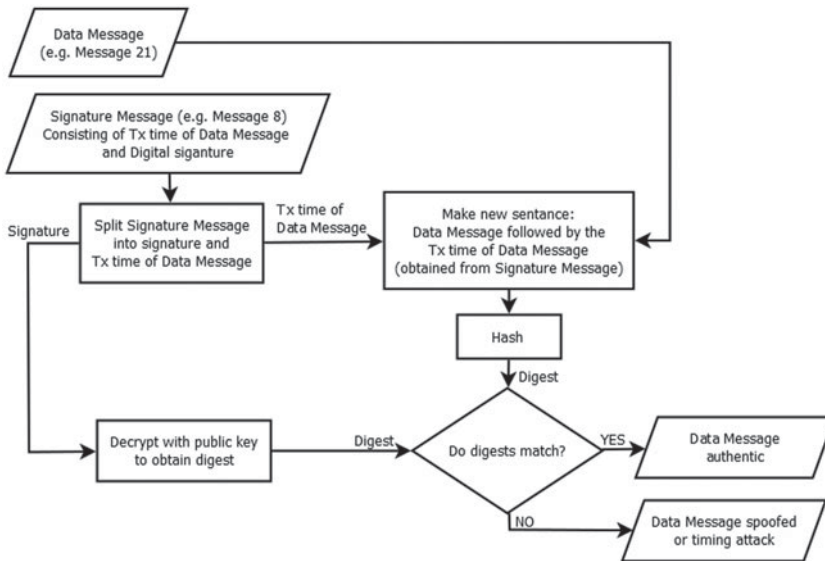 Data Message
(e.g. Message 21)
Signature Message (e.g. Message 8)
Consisting of Tx time of Data Message
and Digital siganture
Signature
Split Signature Message
into signature and
Tx time of Data Message
Tx time of
Data Message
Make new sentence:
Data Message followed by the
Tx time of Data Message
(obtained from Signature Message)
Hash
Digest
Decrypt with public key
to obtain digest
Digest
Do digests match?
YES
Data Message
authentic
NO
Data Message spoofed
or timing attack